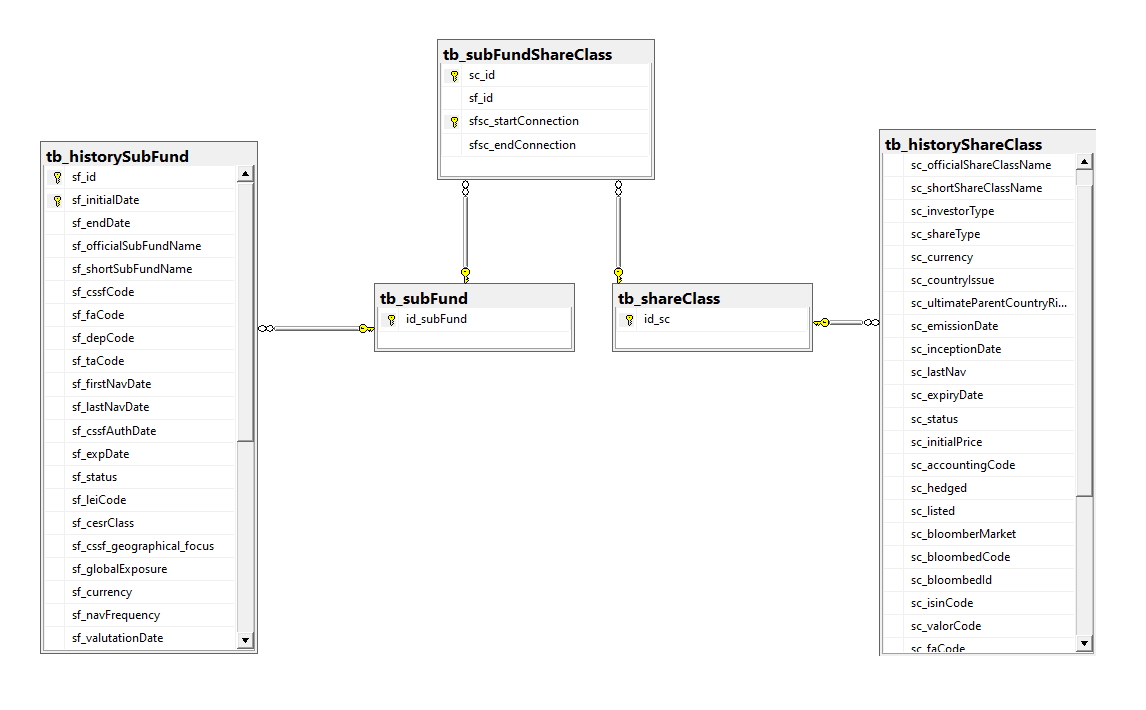 tb_subFundShareClass
sc_id
sf_id
sfsc_startConnection
sfsc_endConnection
tb_historySubFund
sf_id
sf_initialDate
sf_endDate
sf_officialSubFundName
sf_shortSubFundName
sf_cssfCode
sf_faCode
sf_depCode
sf_taCode
sf_firstNavDate
sf_lastNavDate
sf_cssfAuthDate
sf_expDate
sf_status
sf_leiCode
sf_cesrClass
sf_cssf_geographical_focus
sf_globalExposure
sf_currency
sf_navFrequency
sf_valutationDate
tb_subFund
id_subFund
tb_shareClass
id_sc
tb_historyShareClass
sc_officialShareClassName
sc_shortShareClassName
sc_investorType
sc_shareType
sc_currency
sc_countryIssue
sc_ultimateParentCountryRi...
sc_emissionDate
sc_inceptionDate
sc_lastNav
sc_expiryDate
sc_status
sc_initialPrice
sc_accountingCode
sc_hedged
sc_listed
sc_bloomberMarket
sc_bloombedCode
sc_bloombedId
sc_isinCode
sc_valorCode
sc_faCode